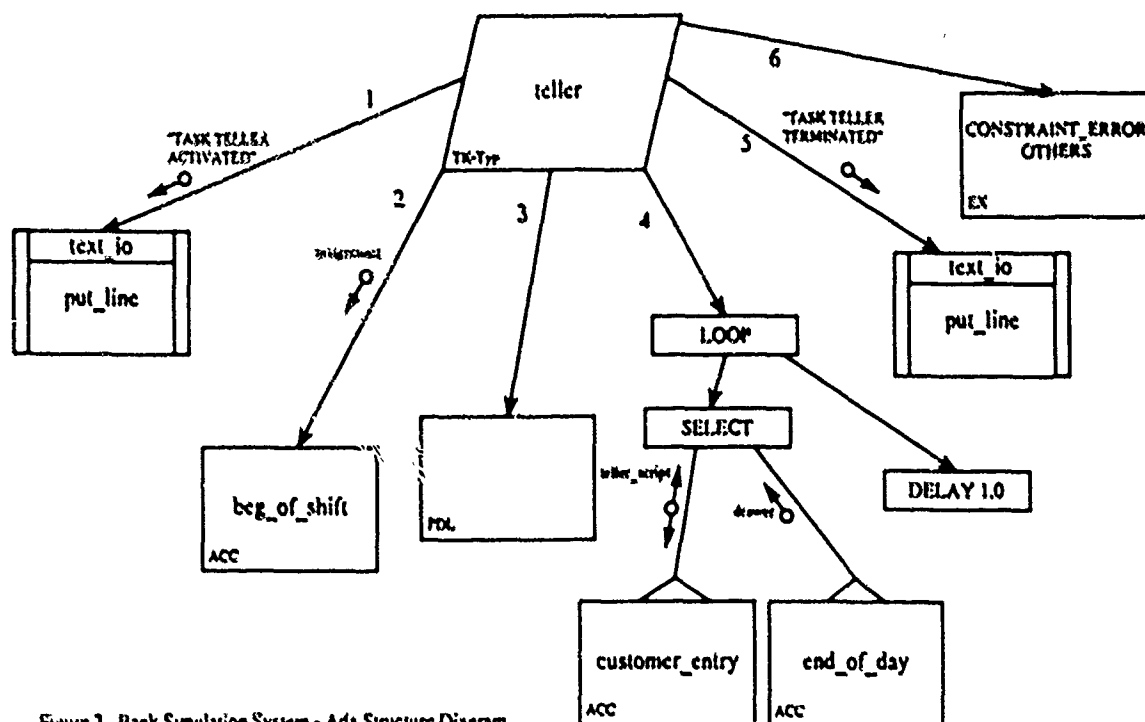 teller
TK-Typ
1
2
3
4
5
6
"TASK TELLER
ACTIVATED"
"TASK TELLER
TERMINATED"
CONSTRAINT_ERROR
OTHERS
EX
text_io
put_line
text_io
put_line
LOOP
SELECT
DELAY 1.0
teller_script
beg_of_shift
ACC
PDL
customer_entry
ACC
end_of_day
ACC
Bank Simulation System - Ada Structure Diagram